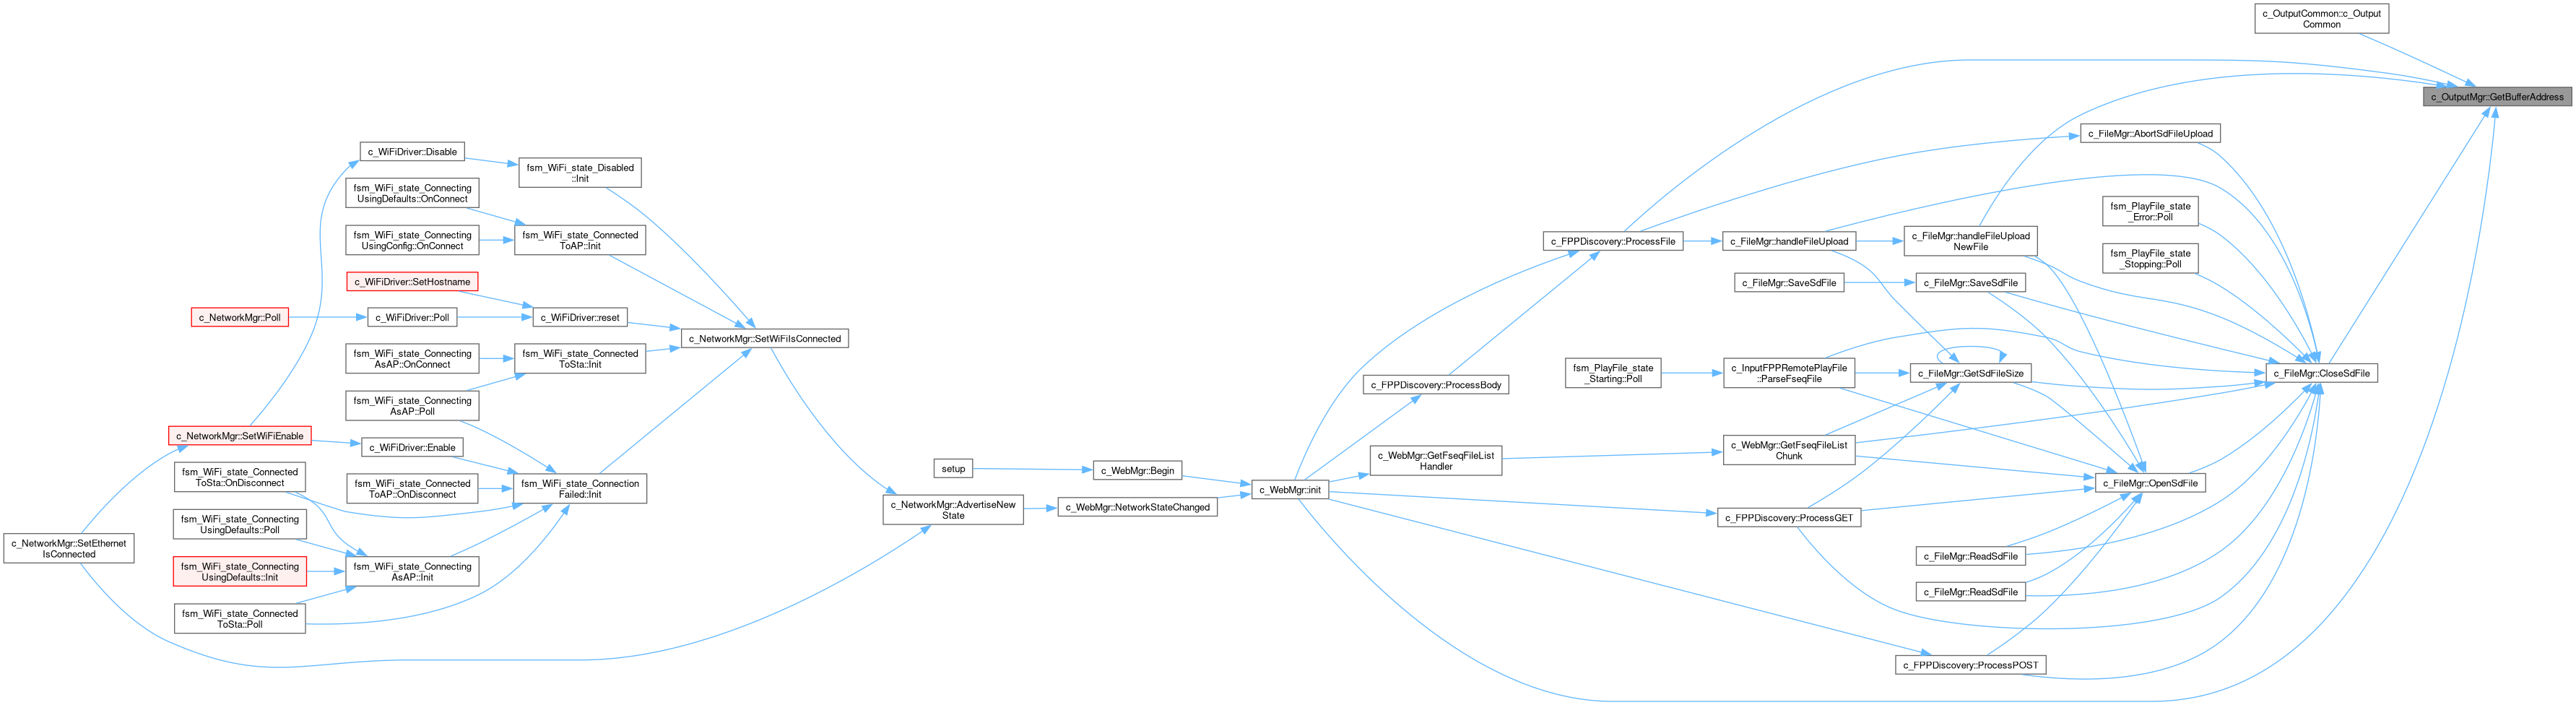 c_OutputCommon::c_Output
Common
c_OutputMgr::GetBufferAddress
c_FileMgr::AbortSdFileUpload
c_WiFiDriver::Disable
fsm_WiFi_state_Disabled
::Init
fsm_WiFi_state_Connecting
UsingDefaults::OnConnect
fsm_PlayFile_state
_Error::Poll
fsm_WiFi_state_Connecting
UsingConfig::OnConnect
fsm_WiFi_state_Connected
ToAP::Init
c_FPPDiscovery::ProcessFile
c_FileMgr::handleFileUpload
c_FileMgr::handleFileUpload
NewFile
fsm_PlayFile_state
_Stopping::Poll
c_WiFiDriver::SetHostname
c_FileMgr::SaveSdFile
c_FileMgr::SaveSdFile
c_NetworkMgr::Poll
c_WiFiDriver::Poll
c_WiFiDriver::reset
c_NetworkMgr::SetWiFiIsConnected
fsm_WiFi_state_Connecting
AsAP::OnConnect
fsm_WiFi_state_Connected
ToSta::Init
fsm_PlayFile_state
_Starting::Poll
c_InputFPPRemotePlayFile
::ParseFseqFile
c_FileMgr::GetSdFileSize
c_FileMgr::CloseSdFile
c_FPPDiscovery::ProcessBody
fsm_WiFi_state_Connecting
AsAP::Poll
c_NetworkMgr::SetWiFiEnable
c_WiFiDriver::Enable
c_WebMgr::GetFseqFileList
Handler
c_WebMgr::GetFseqFileList
Chunk
fsm_WiFi_state_Connected
ToSta::OnDisconnect
fsm_WiFi_state_Connected
ToAP::OnDisconnect
fsm_WiFi_state_Connection
Failed::Init
setup
c_WebMgr::Begin
c_WebMgr::init
c_FileMgr::OpenSdFile
c_NetworkMgr::AdvertiseNew
State
c_WebMgr::NetworkStateChanged
c_FPPDiscovery::ProcessGET
fsm_WiFi_state_Connecting
UsingDefaults::Poll
c_NetworkMgr::SetEthernet
IsConnected
c_FileMgr::ReadSdFile
fsm_WiFi_state_Connecting
UsingDefaults::Init
fsm_WiFi_state_Connecting
AsAP::Init
c_FileMgr::ReadSdFile
fsm_WiFi_state_Connected
ToSta::Poll
c_FPPDiscovery::ProcessPOST